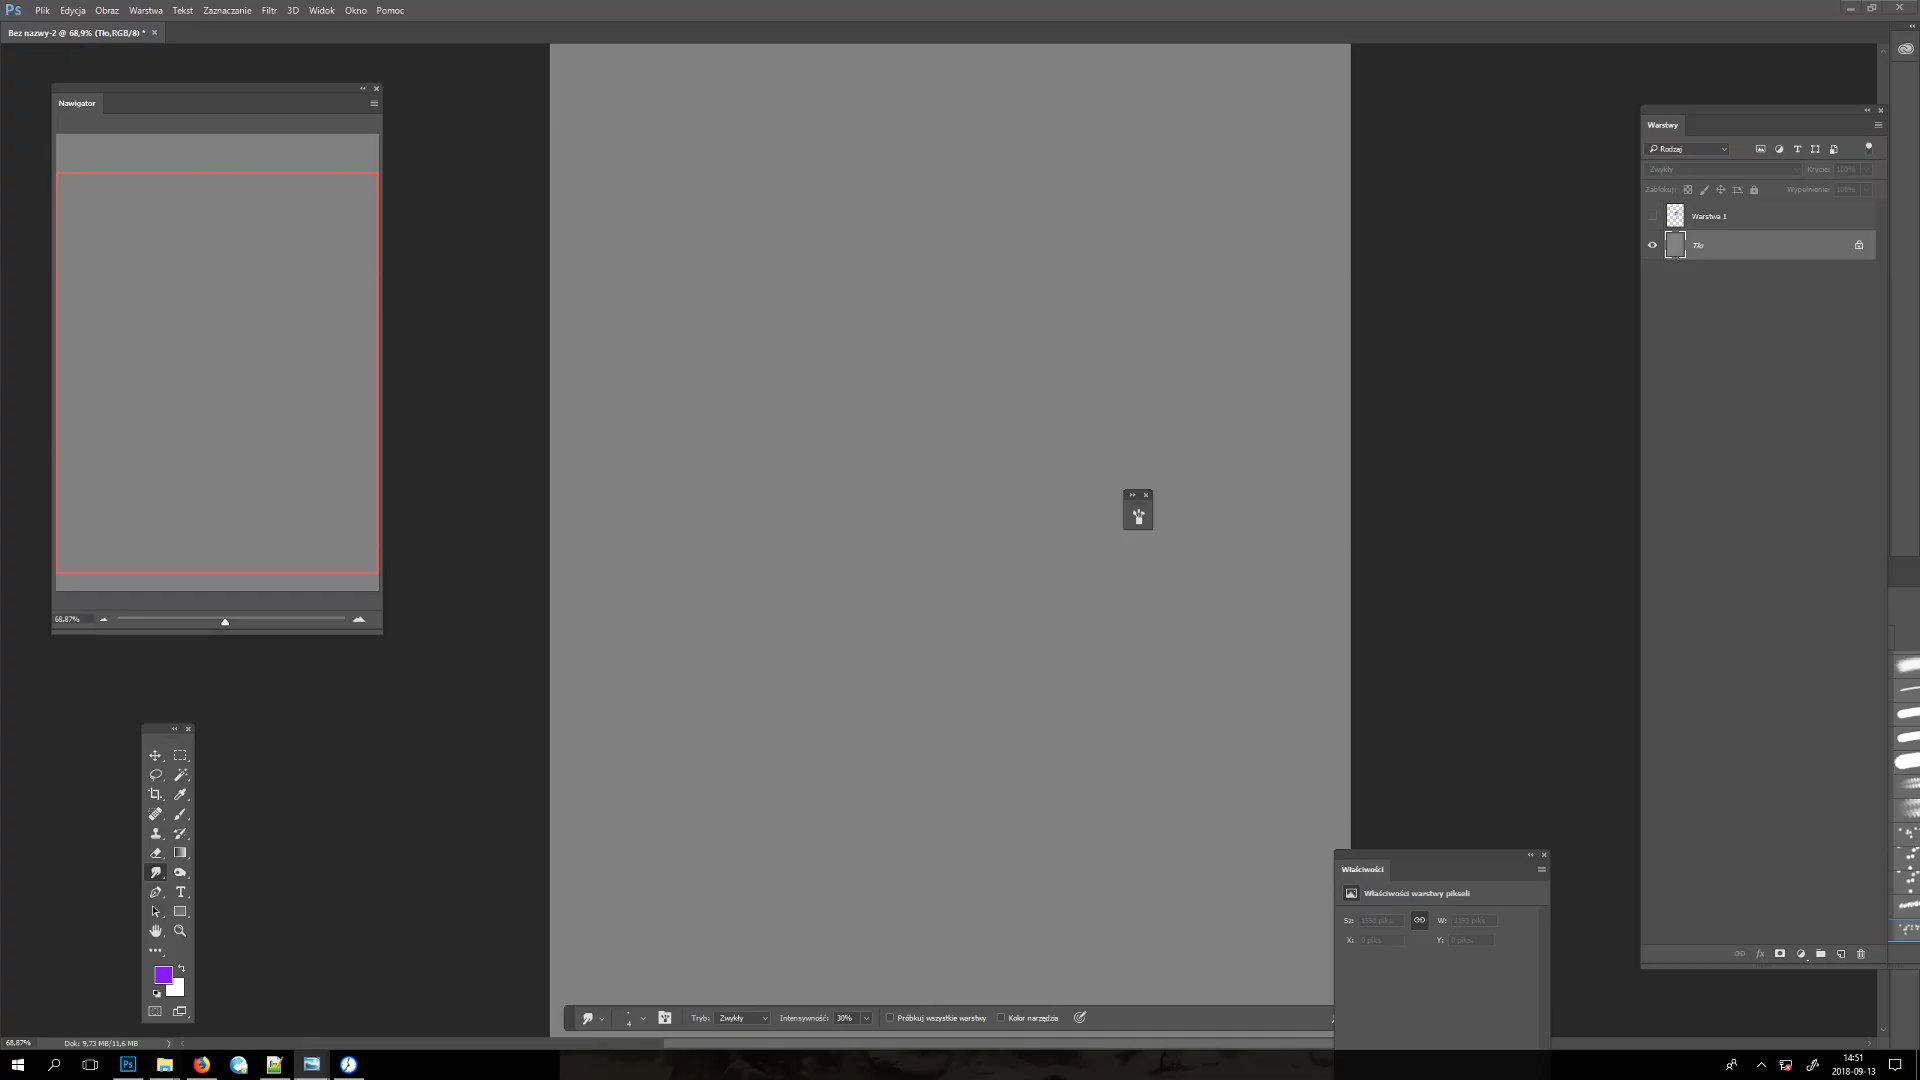 Ps Plik Edycja Obraz Warstwa Tekst Zaznaczanie Filtr 3D Widok Okno Pomoc
Bez nazwy-2 @ 68,9% (Tło,RGB/8) *
Nawigator
68,87%
Warstwy
Rodzaj
Zwykły Krycie: 100%
Zablokuj: Wypełnienie: 100%
Warstwa 1
Tło
Właściwości
Właściwości warstwy pikseli
Sz: W:
X: 0 piks. Y: 0 piks.
4 Tryb: Zwykły Intensywność: 30% Próbkuj wszystkie warstwy Kolor narzędzia
68,87% Dok: 9,73 MB/11,6 MB
Ps
14:51
2018-09-13